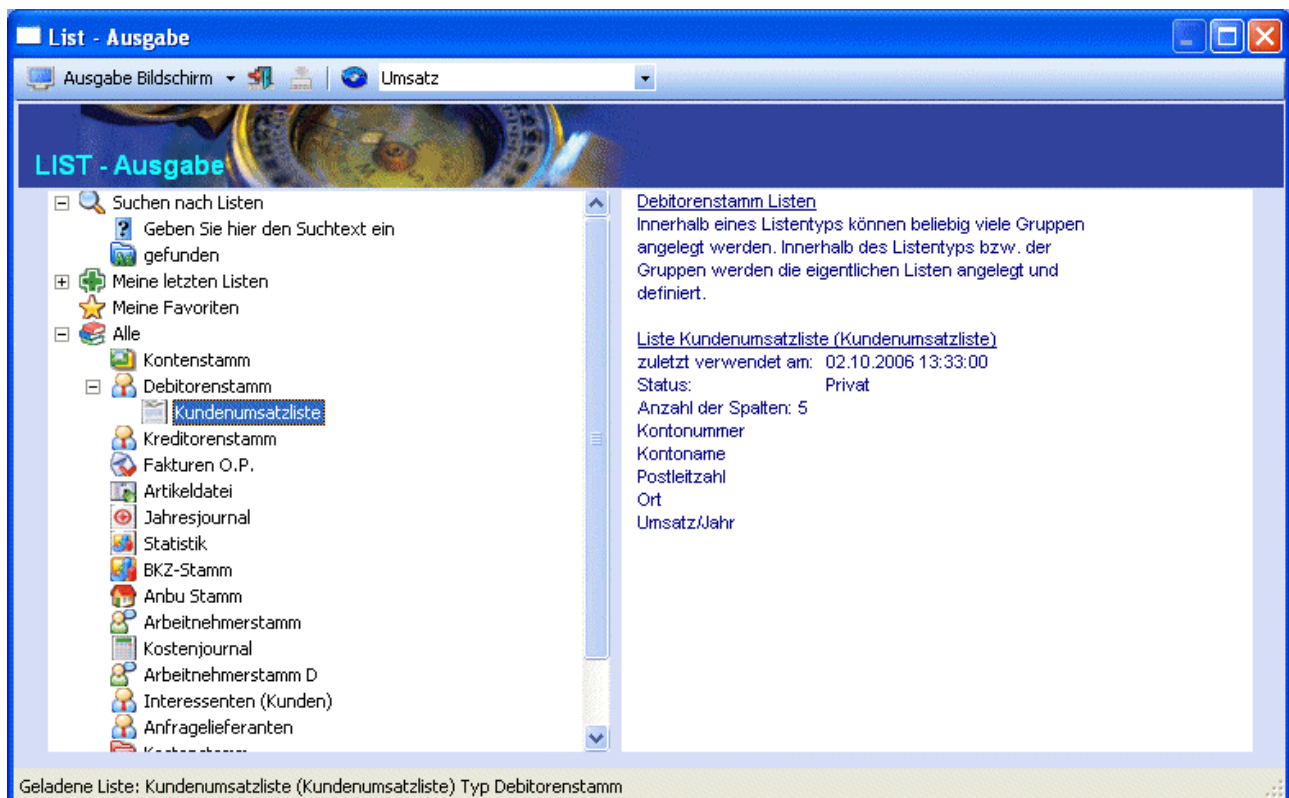 List - Ausgabe
Ausgabe Bildschirm
Umsatz
LIST - Ausgabe
Suchen nach Listen
Geben Sie hier den Suchtext ein
gefunden
Meine letzten Listen
Meine Favoriten
Alle
Kontenstamm
Debitorenstamm
Kundenumsatzliste
Kreditorenstamm
Fakturen O.P.
Artikeldatei
Jahresjournal
Statistik
BKZ-Stamm
Anbu Stamm
Arbeitnehmerstamm
Kostenjournal
Arbeitnehmerstamm D
Interessenten (Kunden)
Anfragelieferanten
Debitorenstamm Listen
Innerhalb eines Listentyps können beliebig viele Gruppen
angelegt werden. Innerhalb des Listentyps bzw. der
Gruppen werden die eigentlichen Listen angelegt und
definiert.
Liste Kundenumsatzliste (Kundenumsatzliste)
zuletzt verwendet am: 02.10.2006 13:33:00
Status: Privat
Anzahl der Spalten: 5
Kontonummer
Kontoname
Postleitzahl
Ort
Umsatz/Jahr
Geladene Liste: Kundenumsatzliste (Kundenumsatzliste) Typ Debitorenstamm